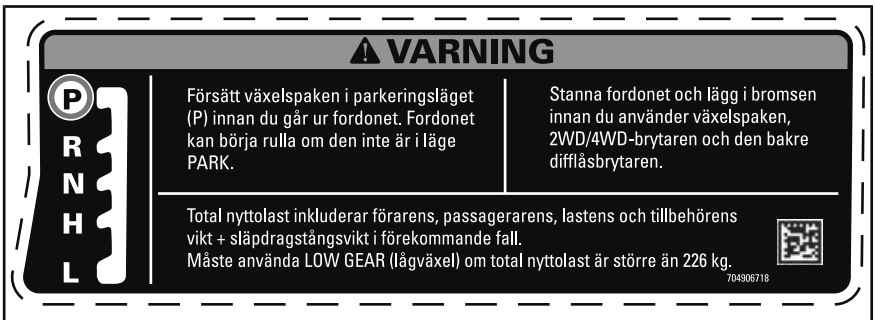 VARNING
P
R
N
H
L
Försätt växelspaken i parkeringsläget
(P) innan du går ur fordonet. Fordonet
kan börja rulla om den inte är i läge
PARK.
Stanna fordonet och lägg i bromsen
innan du använder växelspaken,
2WD/4WD-brytaren och den bakre
difflåsbrytaren.
Total nyttolast inkluderar förarens, passagerarens, lastens och tillbehörens
vikt + släpdragstångsvikt i förekommande fall.
Måste använda LOW GEAR (lågväxel) om total nyttolast är större än 226 kg.
704906718